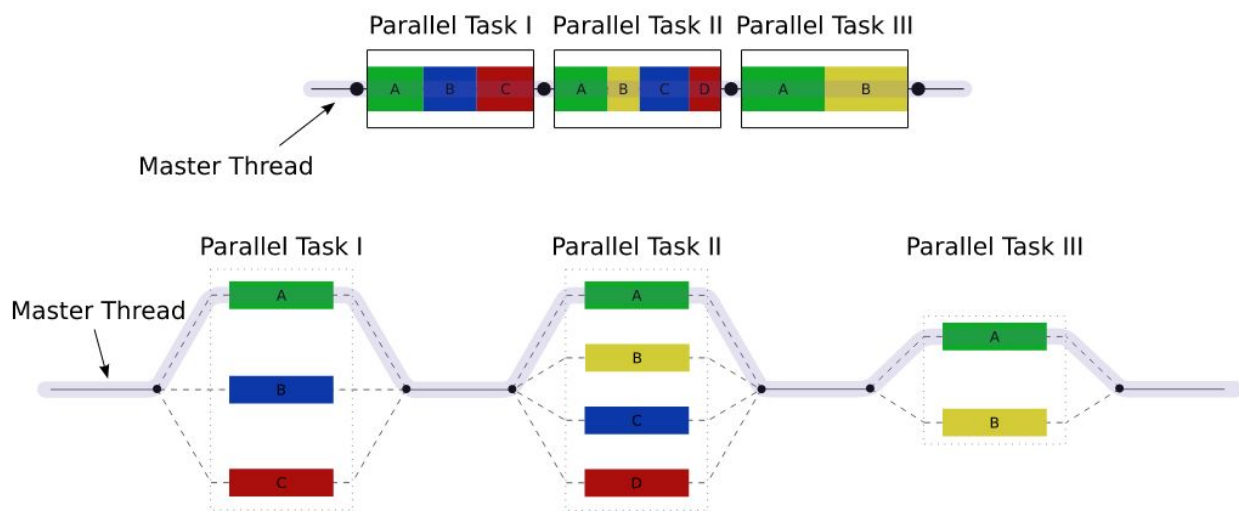 Parallel Task I Parallel Task II Parallel Task III
A B C A B C D A B
Master Thread
Parallel Task I Parallel Task II Parallel Task III
A A
Master Thread
B A
B C
B
C D